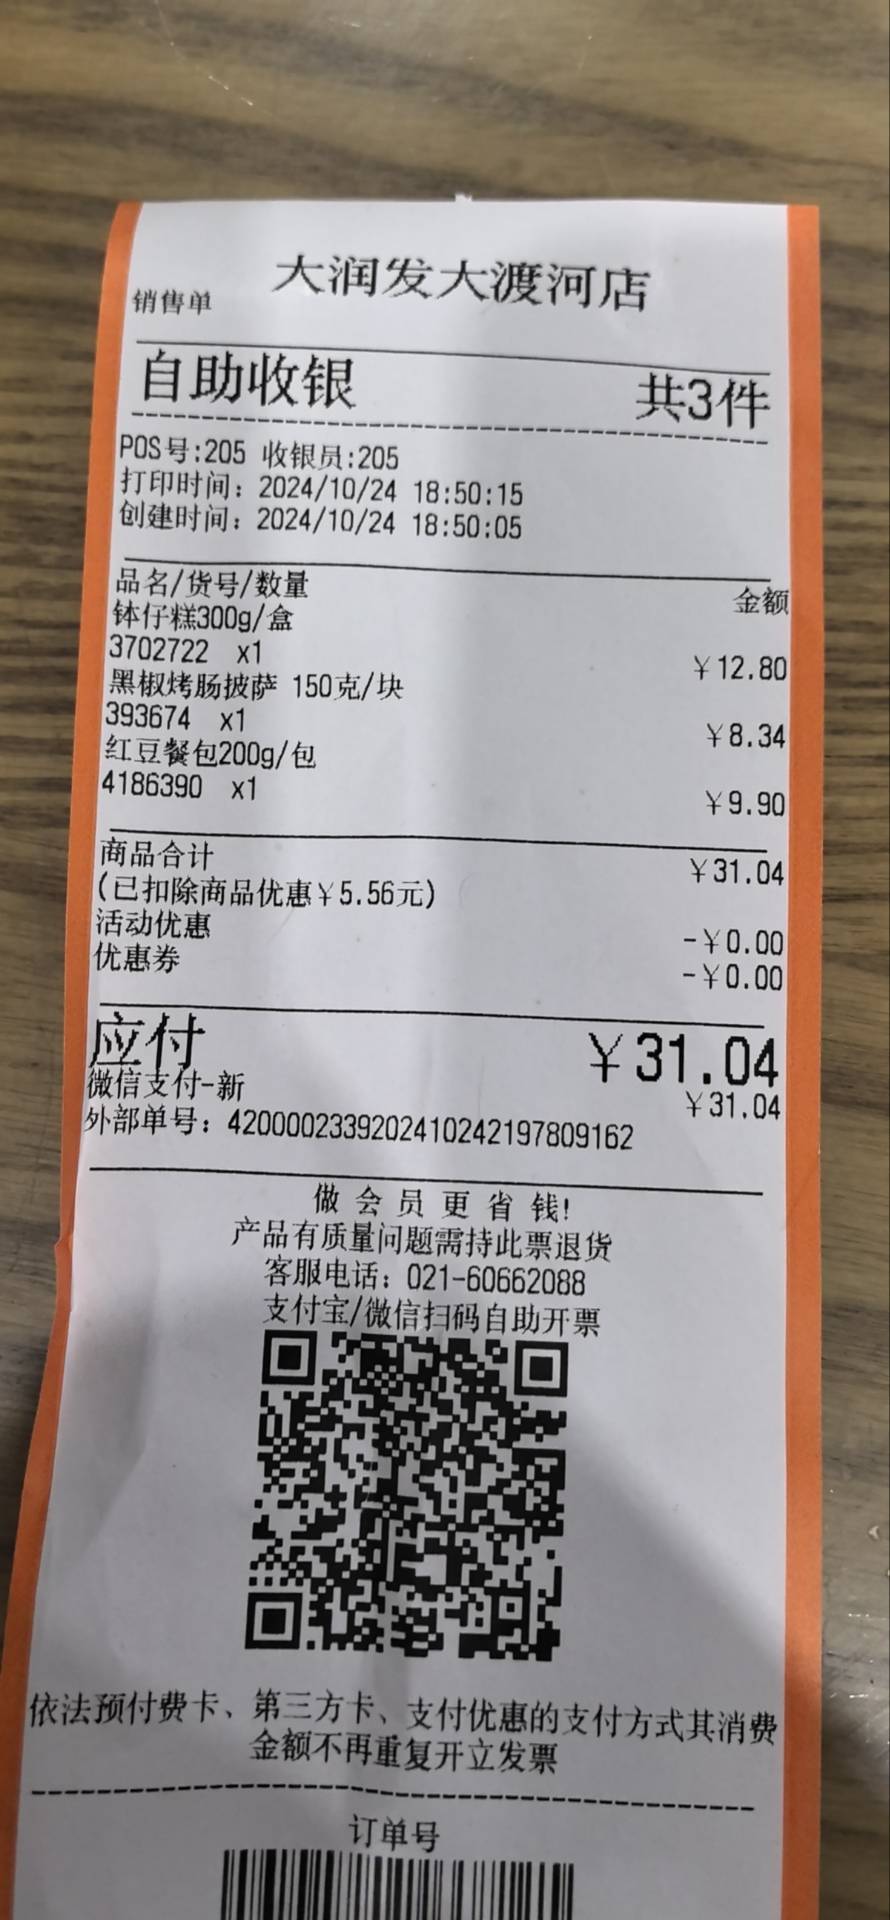 大润发大渡河店
销售单
自助收银 共3件
POS号:205 收银员:205
打印时间：2024/10/24 18:50:15
创建时间：2024/10/24 18:50:05
品名/货号/数量 金额
钵仔糕300g/盒
3702722 x1 ￥12.80
黑椒烤肠披萨 150克/块
393674 x1 ￥8.34
红豆餐包200g/包
4186390 x1 ￥9.90
商品合计 ￥31.04
(已扣除商品优惠￥5.56元)
活动优惠 -￥0.00
优惠券 -￥0.00
应付 ￥31.04
微信支付-新 ￥31.04
外部单号：4200002339202410242197809162
做会员更省钱!
产品有质量问题需持此票退货
客服电话：021-60662088
支付宝/微信扫码自助开票
依法预付费卡、第三方卡、支付优惠的支付方式其消费
金额不再重复开立发票
订单号